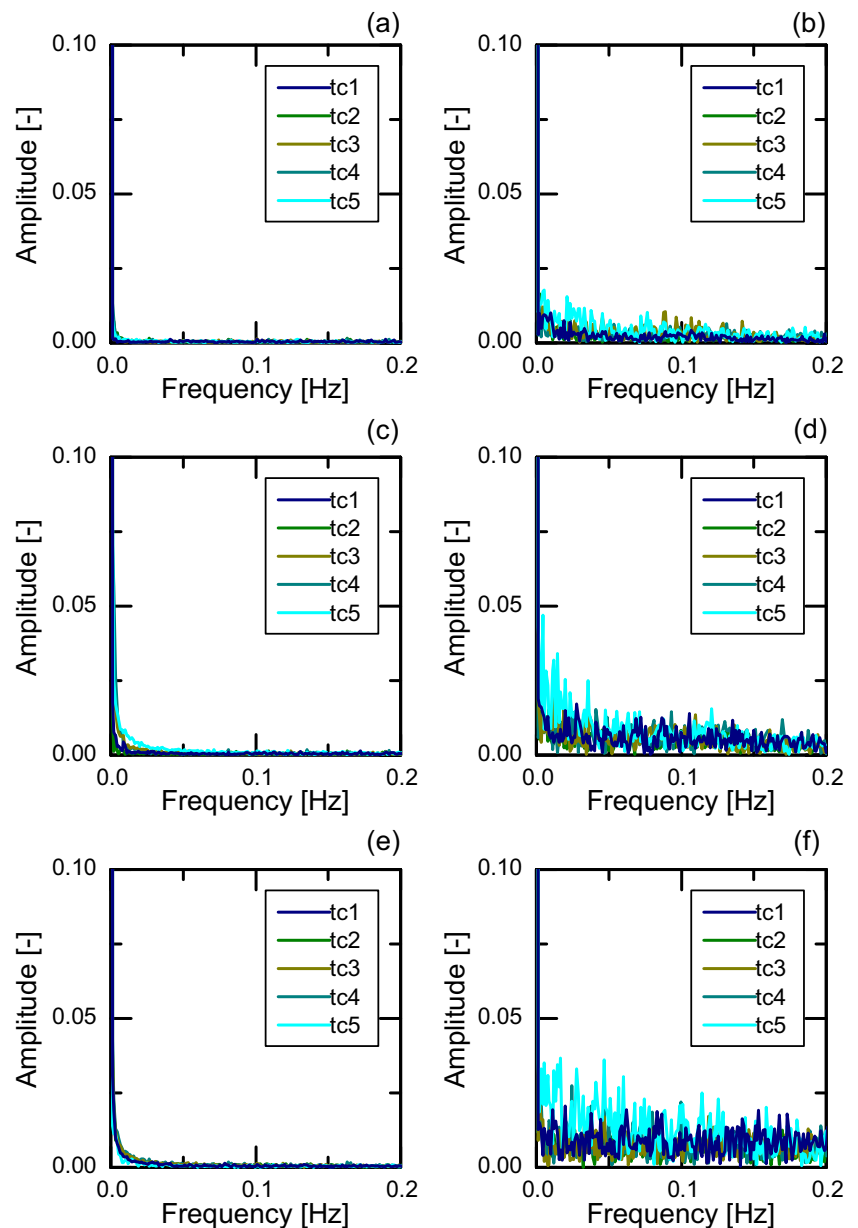 (a)
0.10
0.05
0.00
Amplitude [-]
tc1
tc2
tc3
tc4
tc5
0.0
0.1
0.2
Frequency [Hz]
(b)
0.10
0.05
0.00
Amplitude [-]
tc1
tc2
tc3
tc4
tc5
0.0
0.1
0.2
Frequency [Hz]
(c)
0.10
0.05
0.00
Amplitude [-]
tc1
tc2
tc3
tc4
tc5
0.0
0.1
0.2
Frequency [Hz]
(d)
0.10
0.05
0.00
Amplitude [-]
tc1
tc2
tc3
tc4
tc5
0.0
0.1
0.2
Frequency [Hz]
(e)
0.10
0.05
0.00
Amplitude [-]
tc1
tc2
tc3
tc4
tc5
0.0
0.1
0.2
Frequency [Hz]
(f)
0.10
0.05
0.00
Amplitude [-]
tc1
tc2
tc3
tc4
tc5
0.0
0.1
0.2
Frequency [Hz]